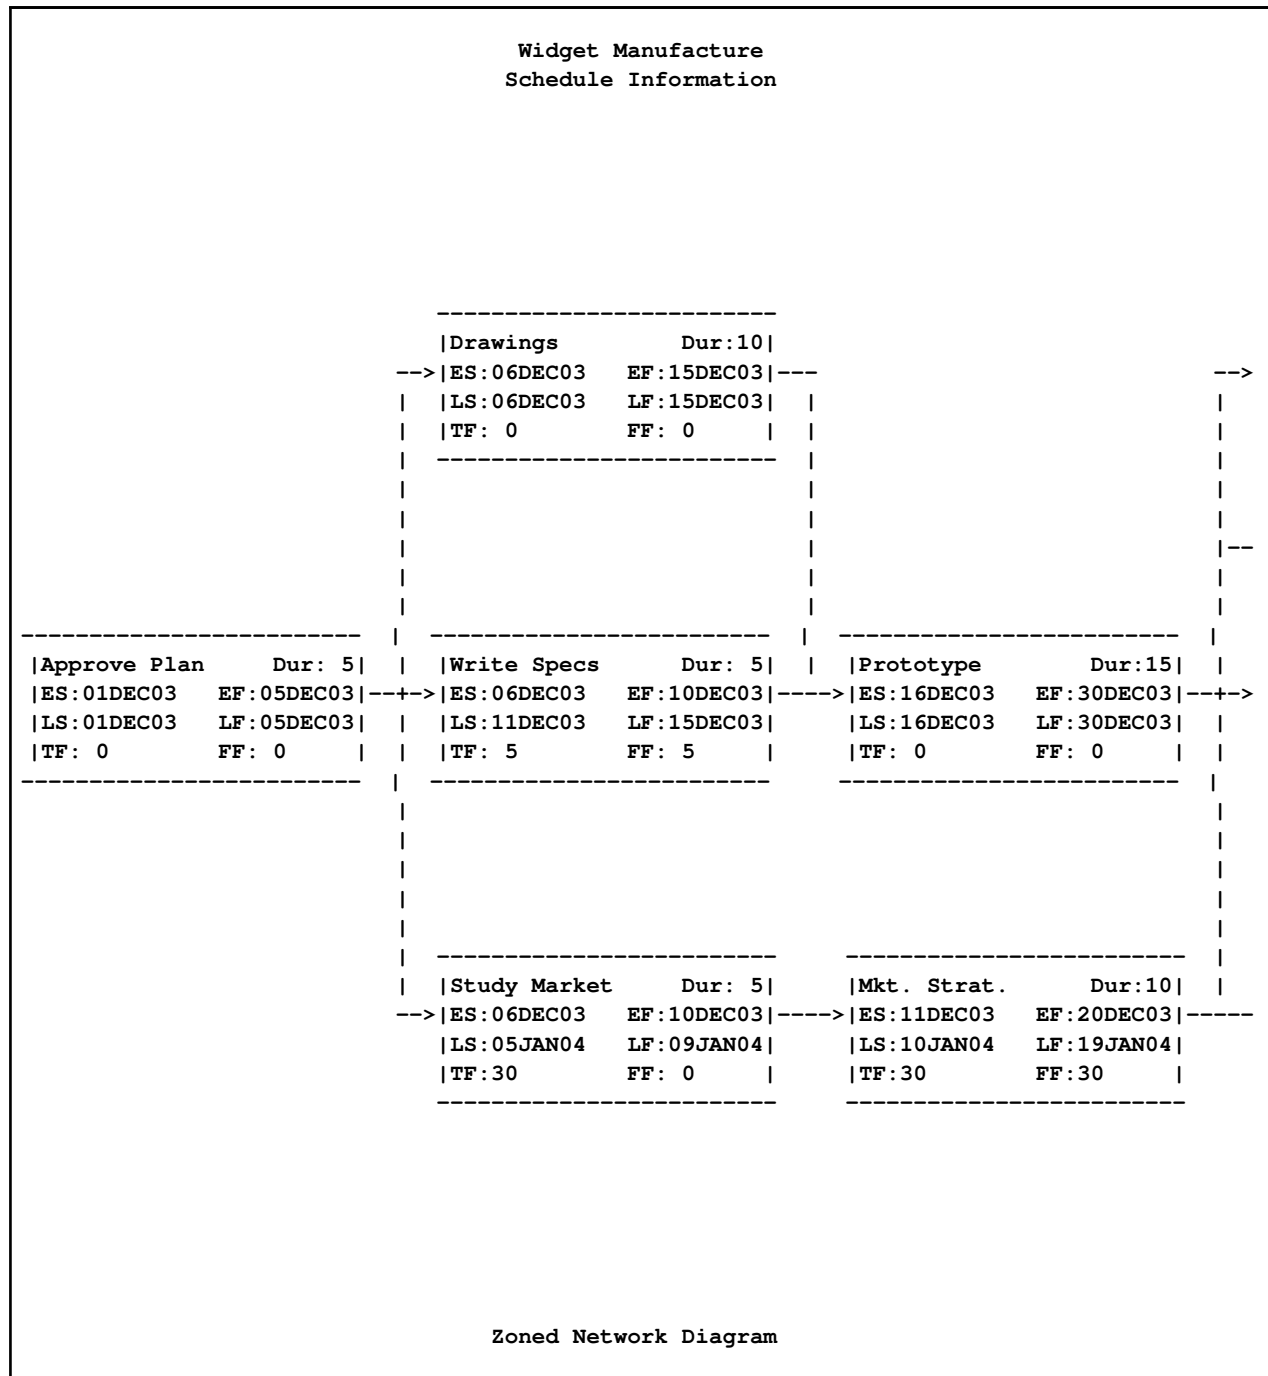 Widget Manufacture
Schedule Information
Drawings Dur:10
ES:06DEC03 EF:15DEC03
LS:06DEC03 LF:15DEC03
TF: 0 FF: 0
Approve Plan Dur: 5
ES:01DEC03 EF:05DEC03
LS:01DEC03 LF:05DEC03
TF: 0 FF: 0
Write Specs Dur: 5
ES:06DEC03 EF:10DEC03
LS:11DEC03 LF:15DEC03
TF: 5 FF: 5
Prototype Dur:15
ES:16DEC03 EF:30DEC03
LS:16DEC03 LF:30DEC03
TF: 0 FF: 0
Study Market Dur: 5
ES:06DEC03 EF:10DEC03
LS:05JAN04 LF:09JAN04
TF:30 FF: 0
Mkt. Strat. Dur:10
ES:11DEC03 EF:20DEC03
LS:10JAN04 LF:19JAN04
TF:30 FF:30
Zoned Network Diagram